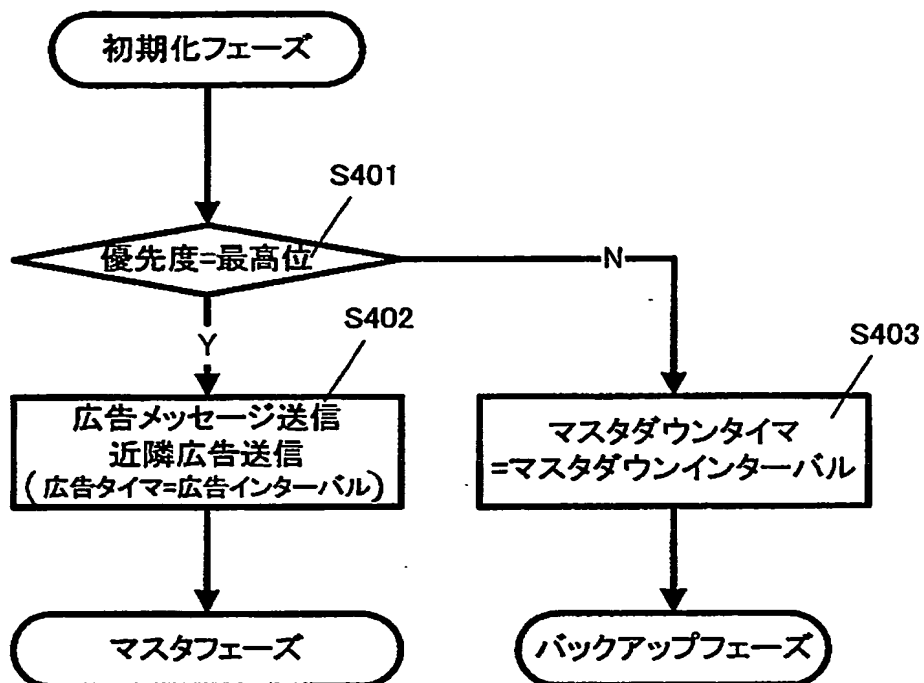 初期化フェーズ
S401
優先度=最高位
N
Y
S402
広告メッセージ送信
近隣広告送信
(広告タイマ=広告インターバル)
S403
マスタダウンタイマ
=マスタダウンインターバル
マスタフェーズ
バックアップフェーズ